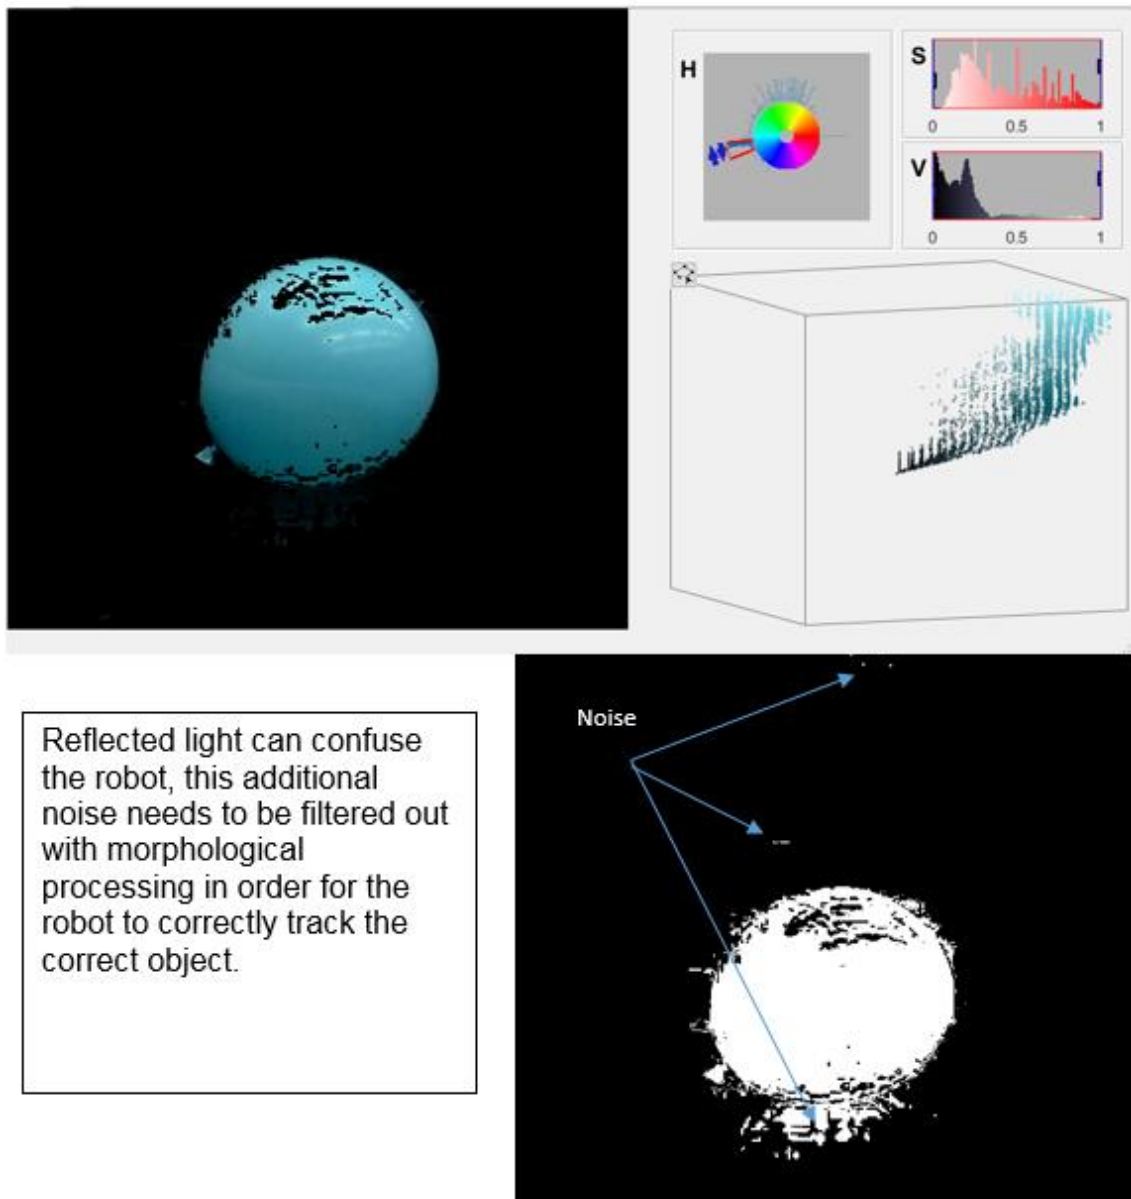 H
S
0 0.5 1
V
0 0.5 1
Noise
Reflected light can confuse
the robot, this additional
noise needs to be filtered out
with morphological
processing in order for the
robot to correctly track the
correct object.